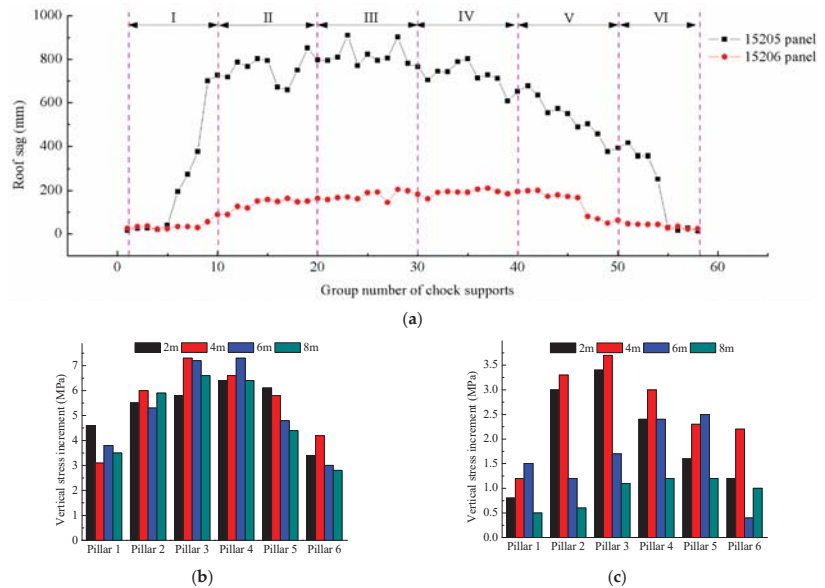 I II III IV V VI
15205 panel
15206 panel
1000
800
600
400
200
0
Roof sag (mm)
0 10 20 30 40 50 60
Group number of chock supports
(a)
2m 4m 6m 8m
7
6
5
4
3
2
1
0
Vertical stress increment (MPa)
Pillar 1 Pillar 2 Pillar 3 Pillar 4 Pillar 5 Pillar 6
(b)
2m 4m 6m 8m
3.5
3.0
2.5
2.0
1.5
1.0
0.5
0.0
Vertical stress increment (MPa)
Pillar 1 Pillar 2 Pillar 3 Pillar 4 Pillar 5 Pillar 6
(c)